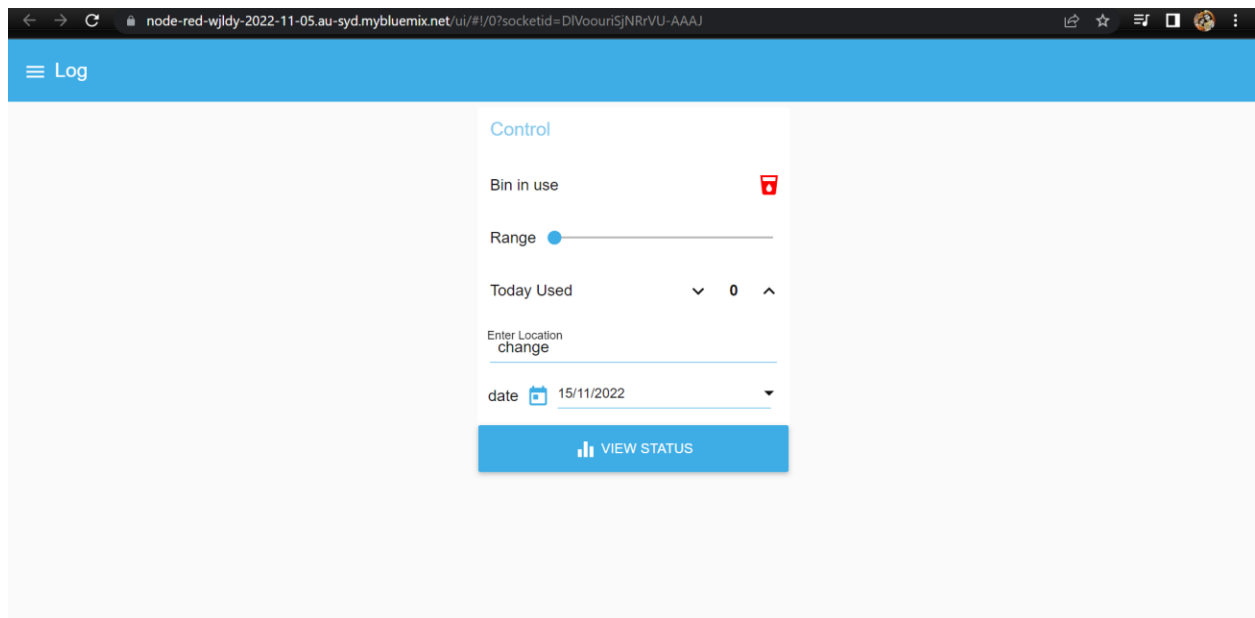 node-red-wjldy-2022-11-05.au-syd.mybluemix.net/ui/#!/0?socketid=DlVoouriSjNRrVU-AAAJ
Log
Control
Bin in use
Range
Today Used 0
Enter Location
change
date 15/11/2022
VIEW STATUS